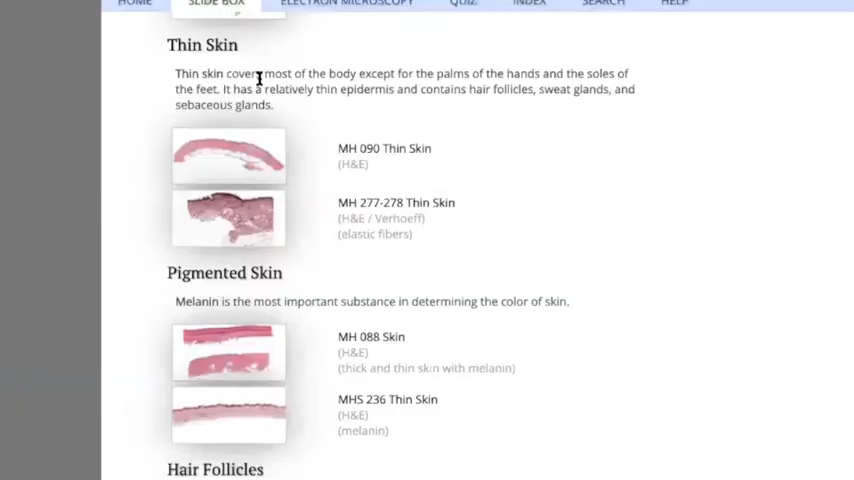 HOME SLIDE BOX ELECTRON MICROSCOPY QUIZ INDEX SEARCH HELP
Thin Skin
Thin skin covers most of the body except for the palms of the hands and the soles of
the feet. It has a relatively thin epidermis and contains hair follicles, sweat glands, and
sebaceous glands.
MH 090 Thin Skin
(H&E)
MH 277-278 Thin Skin
(H&E / Verhoeff)
(elastic fibers)
Pigmented Skin
Melanin is the most important substance in determining the color of skin.
MH 088 Skin
(H&E)
(thick and thin skin with melanin)
MHS 236 Thin Skin
(H&E)
(melanin)
Hair Follicles